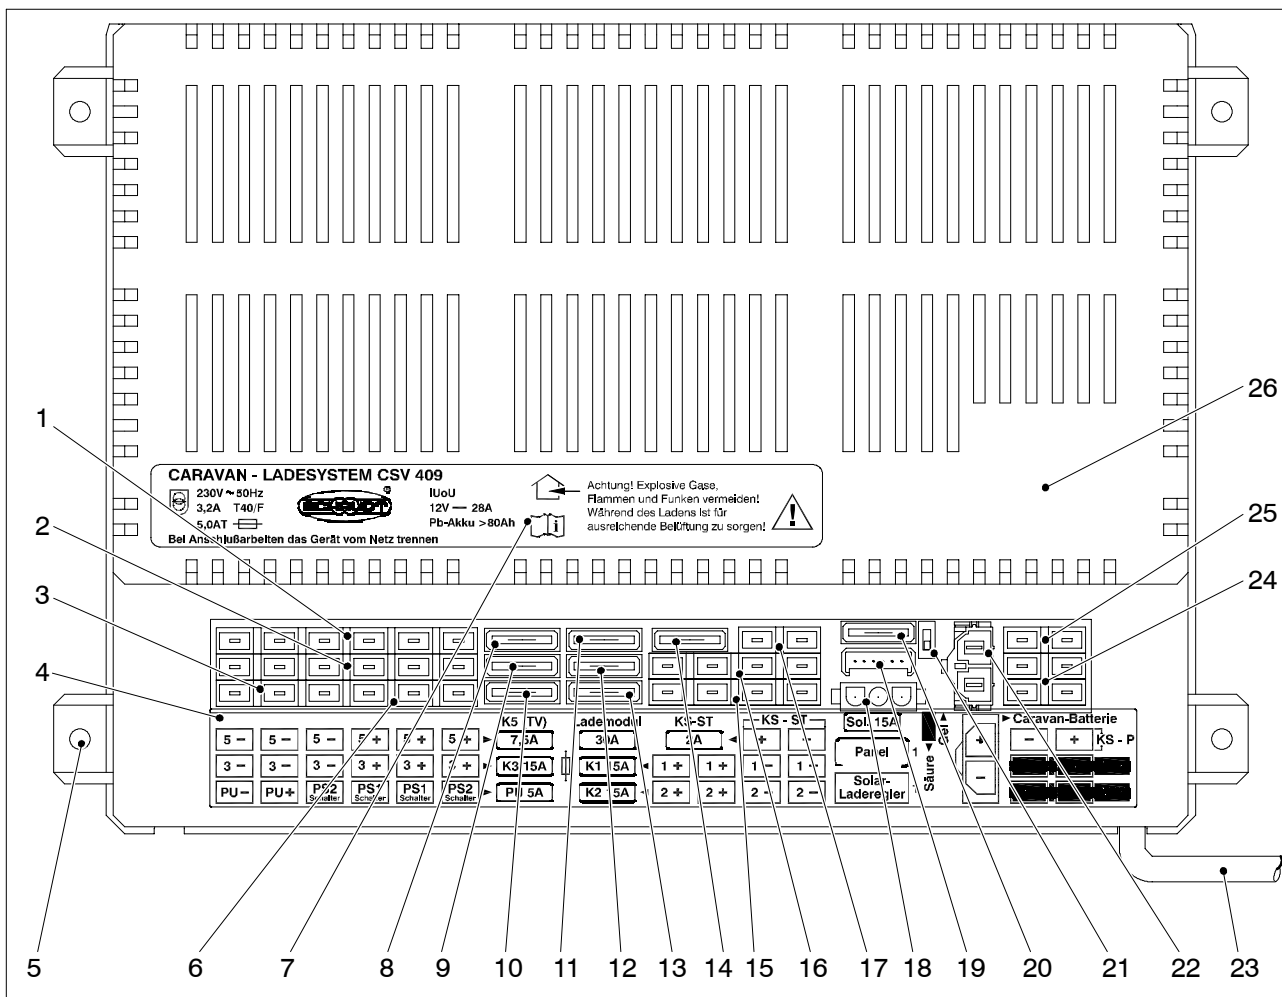 CARAVAN - LADESYSTEM CSV 409
230V ~ 50Hz
3,2A T40/F
5,0AT
SCHAUDT
®
IUoU
12V — 28A
Pb-Akku >80Ah
i
Achtung! Explosive Gase,
Flammen und Funken vermeiden!
Während des Ladens ist für
ausreichende Belüftung zu sorgen!
Bei Anschlußarbeiten das Gerät vom Netz trennen
1
2
3
4
5
6
7
8
9
10
11
12
13
14
15
16
17
18
19
20
21
22
23
24
25
26
K5 (TV) Lademodul KS-ST KS - ST Sol. 15A Caravan-Batterie
5 − 5 − 5 − 5 + 5 + 5 + 7,5A 30A 2A + − + − + KS - P
3 − 3 − 3 − 3 + 3 + 3 + K3 15A K1 15A 1 + 1 + 1 − 1 − Panel 1 −
PU − PU + PS2 Schalter PS1 Schalter PS1 Schalter PS2 Schalter PU 5A K2 15A 2 + 2 + 2 − 2 −
Solar-
Laderegler
1
Säure
Gel